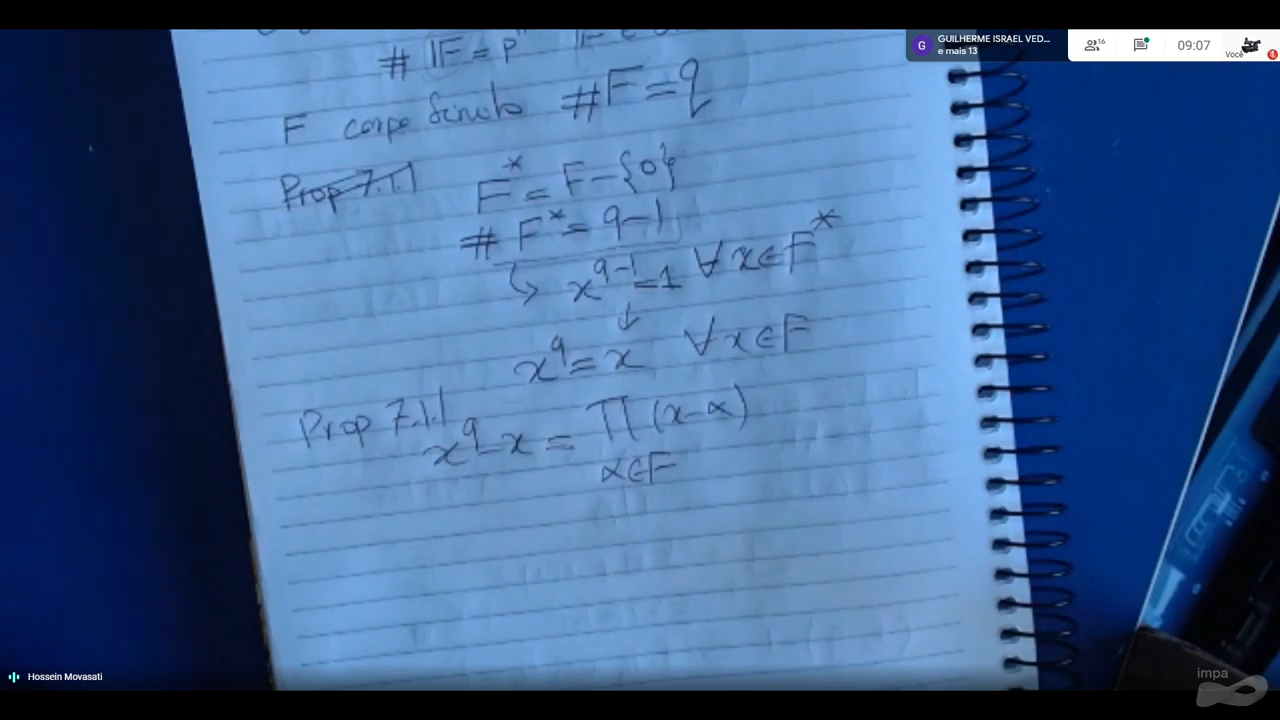 # F = pⁿ
F corpo finito #F = q
Prop 7.1.1 F* = F - {0}
# F* = q-1
↳ x^{q-1} = 1 ∀ x ∈ F*
↓
x^q = x ∀ x ∈ F
Prop 7.1.1
x^q - x = ∏ (x-α)
α∈F
GUILHERME ISRAEL VED...
e mais 13
G
16
09:07
Você
Hossein Movasati
impa